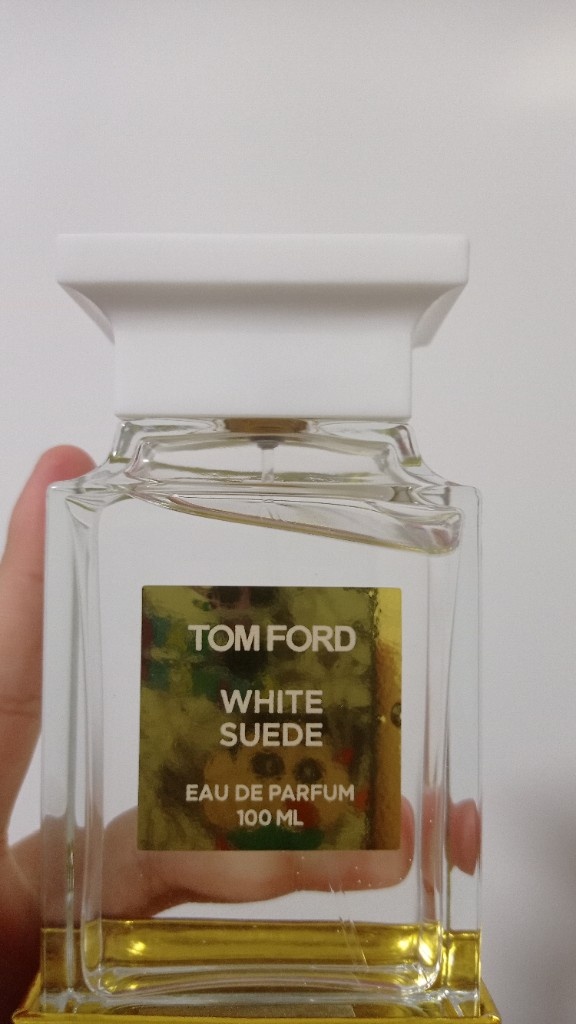 TOM FORD
WHITE
SUEDE
EAU DE PARFUM
100 ML